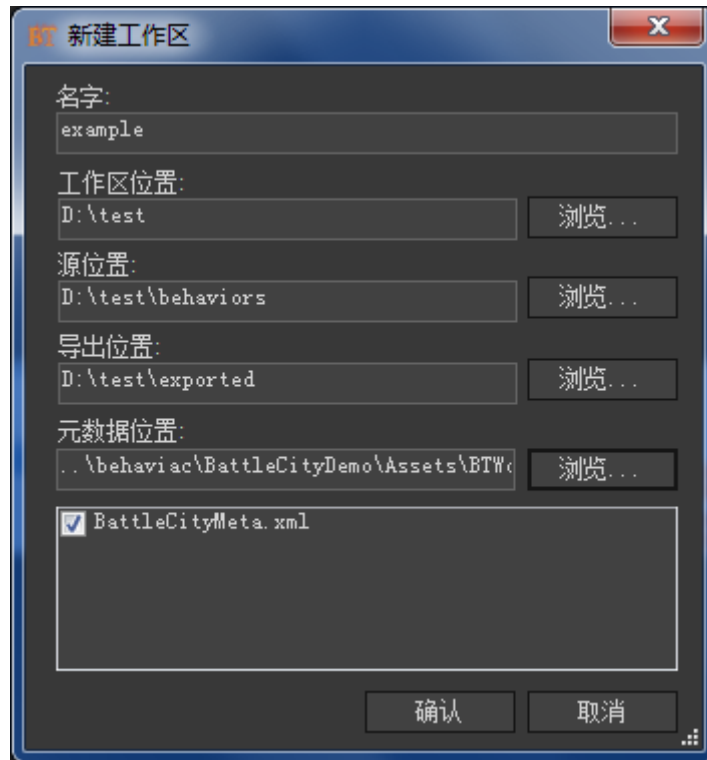 BT 新建工作区
名字:
example
工作区位置:
D:\test
浏览...
源位置:
D:\test\behaviors
浏览...
导出位置:
D:\test\exported
浏览...
元数据位置:
..\behaviac\BattleCityDemo\Assets\BTWo
浏览...
BattleCityMeta.xml
确认
取消